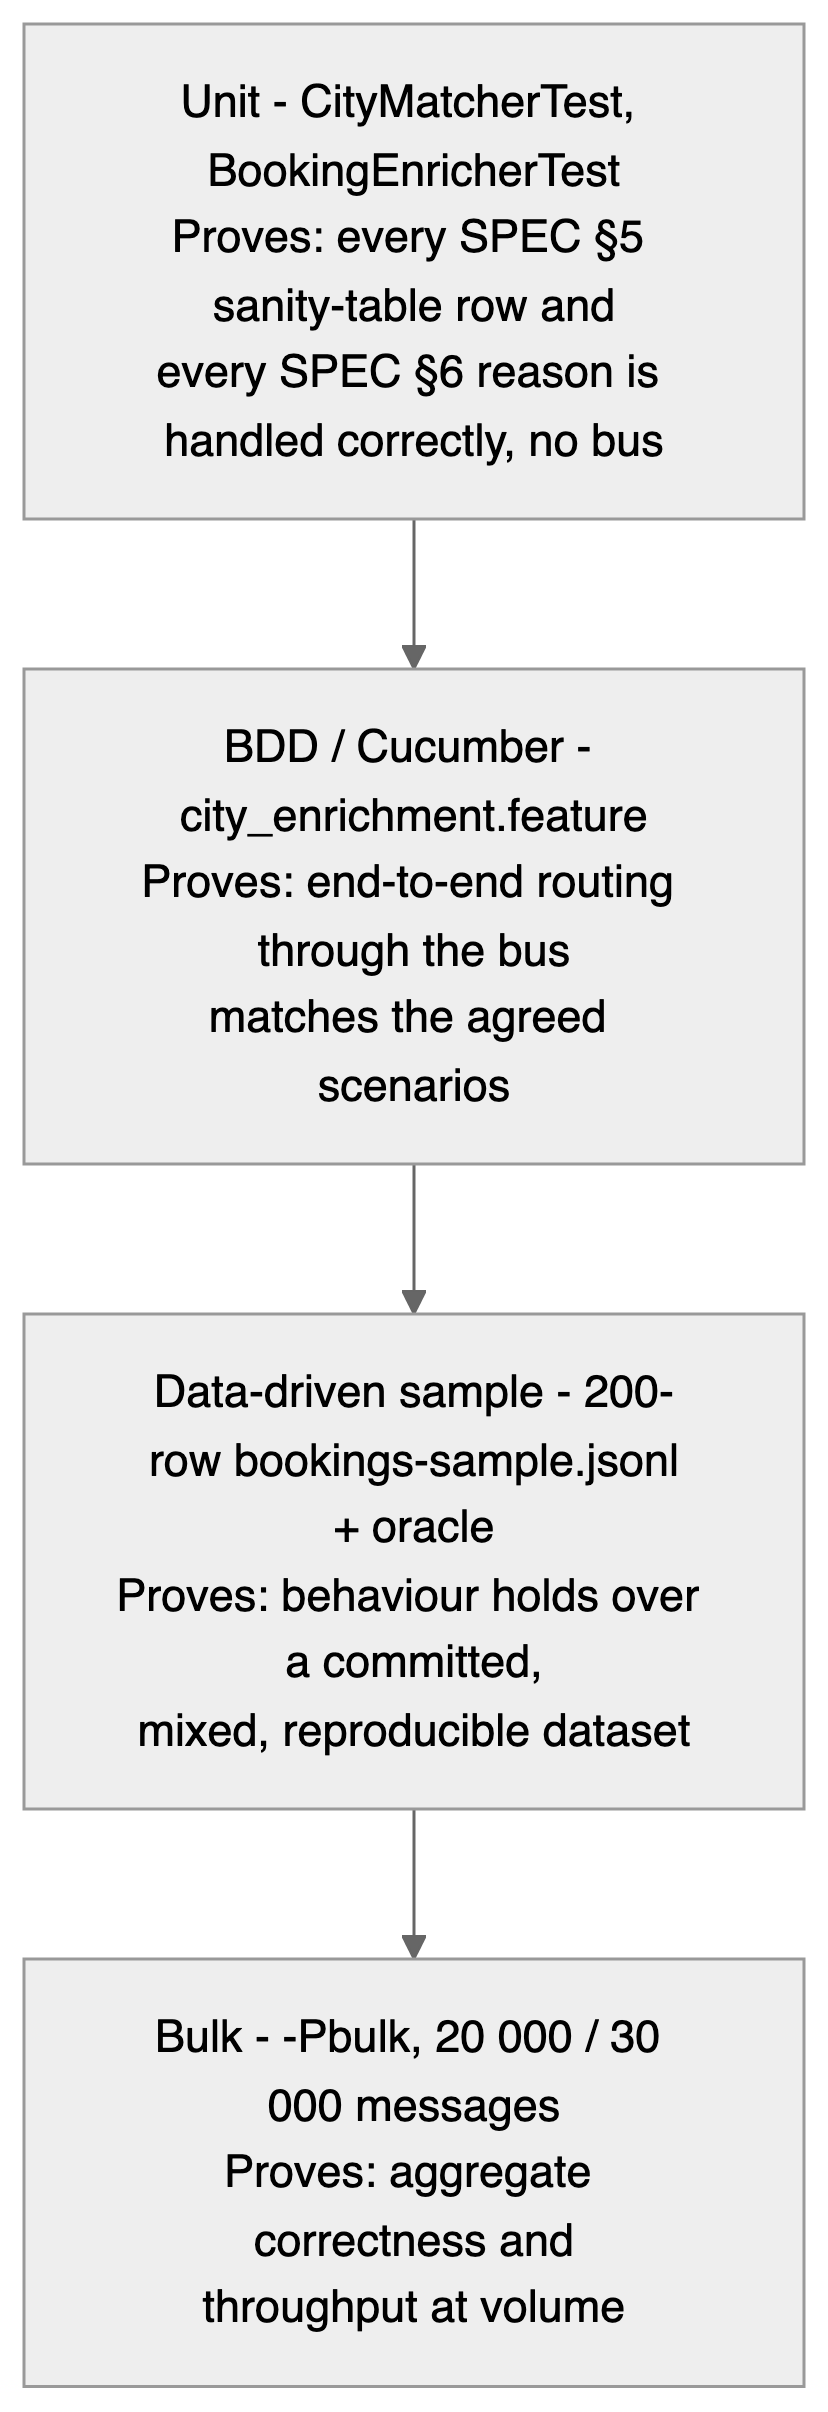 Unit - CityMatcherTest,
BookingEnricherTest
Proves: every SPEC §5
sanity-table row and
every SPEC §6 reason is
handled correctly, no bus
BDD / Cucumber -
city_enrichment.feature
Proves: end-to-end routing
through the bus
matches the agreed
scenarios
Data-driven sample - 200-
row bookings-sample.jsonl
+ oracle
Proves: behaviour holds over
a committed,
mixed, reproducible dataset
Bulk - -Pbulk, 20 000 / 30
000 messages
Proves: aggregate
correctness and
throughput at volume